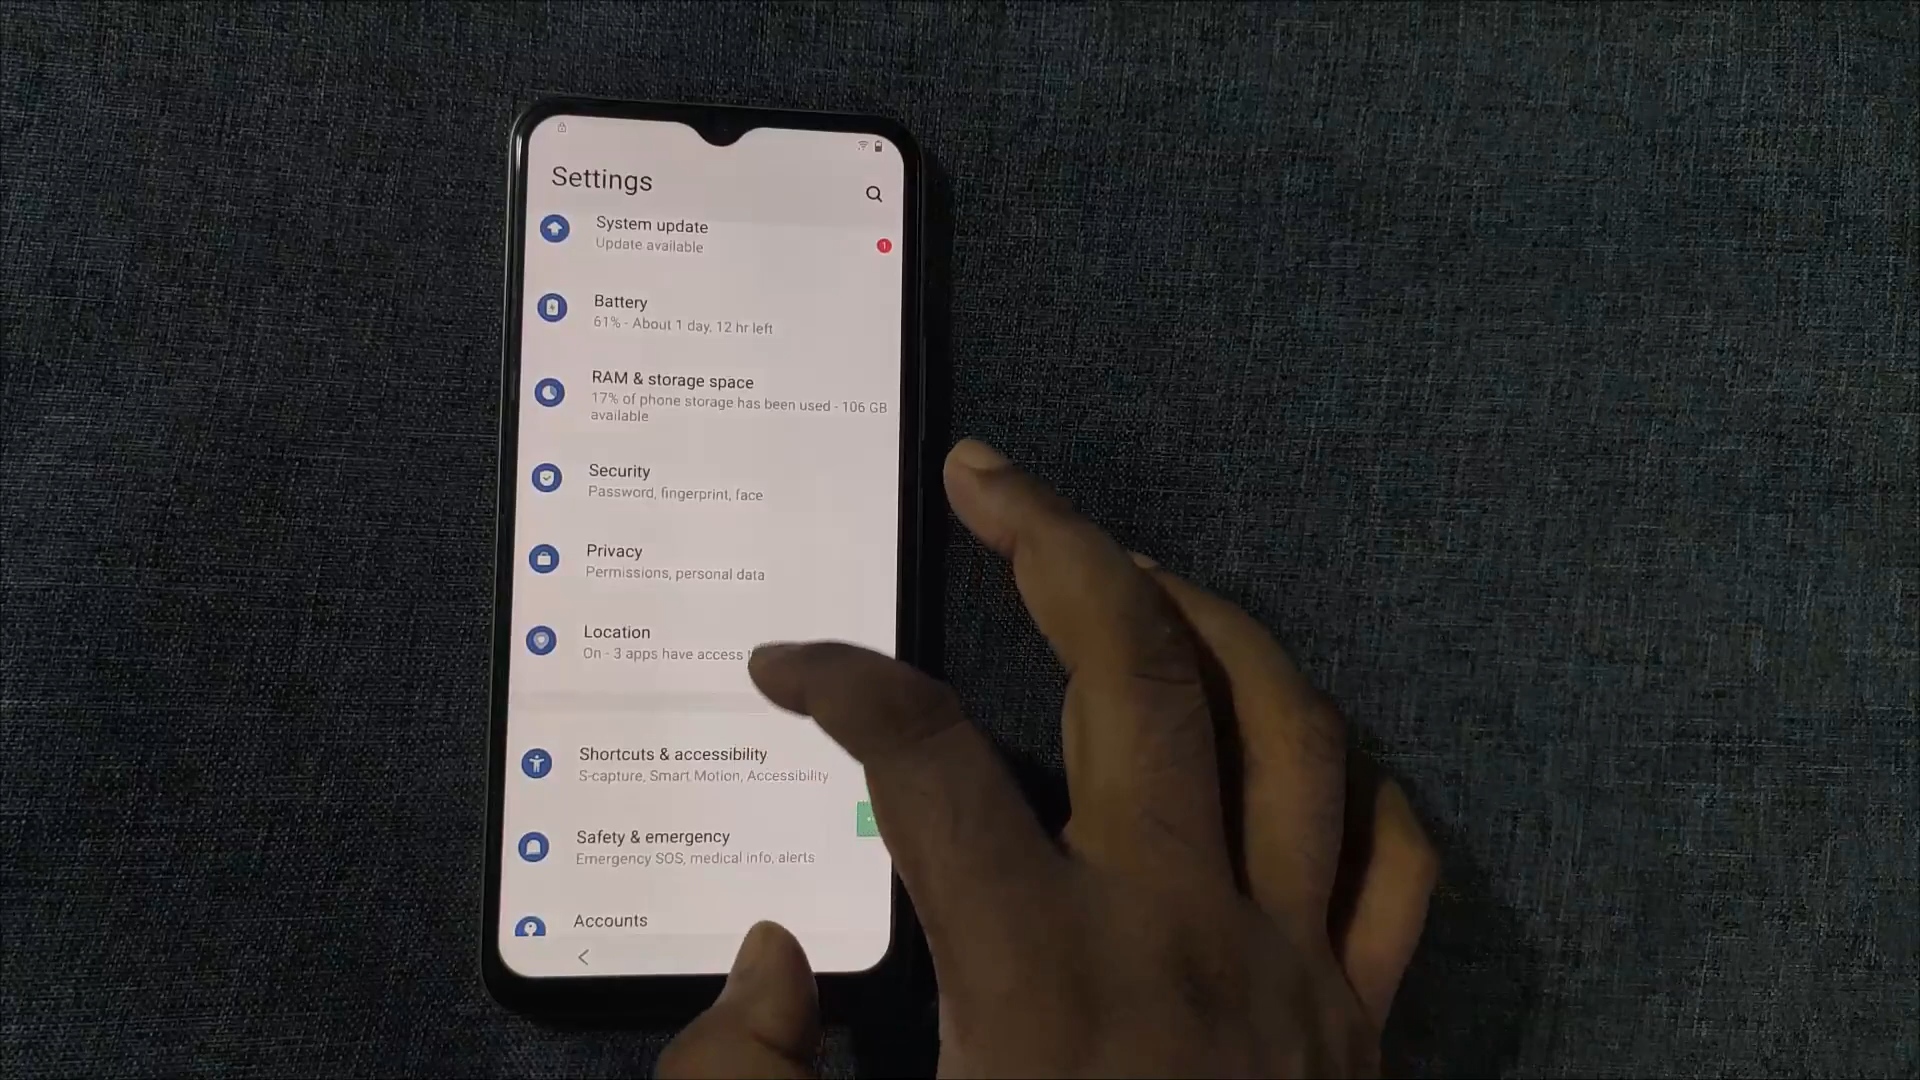 Settings
System update
Update available
1
Battery
61% - About 1 day, 12 hr left
RAM & storage space
17% of phone storage has been used - 106 GB
available
Security
Password, fingerprint, face
Privacy
Permissions, personal data
Location
On - 3 apps have access
Shortcuts & accessibility
S-capture, Smart Motion, Accessibility
Safety & emergency
Emergency SOS, medical info, alerts
Accounts